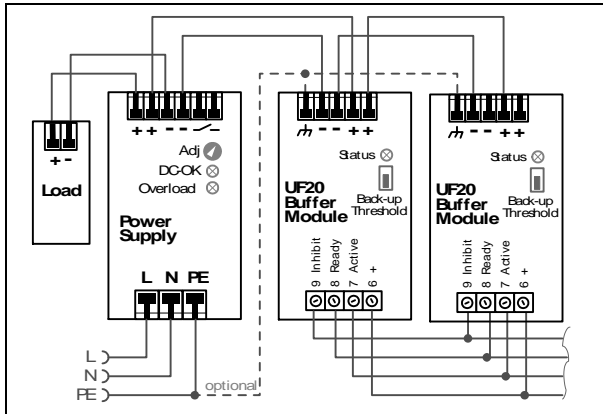 + -
Load
+ + - -
Adj
DC-OK
Overload
Power
Supply
L N PE
L
N
PE
optional
- - + +
Status
UF20
Buffer
Module
Back-up
Threshold
9 Inhibit
8 Ready
7 Active
6 +
- - + +
Status
UF20
Buffer
Module
Back-up
Threshold
9 Inhibit
8 Ready
7 Active
6 +